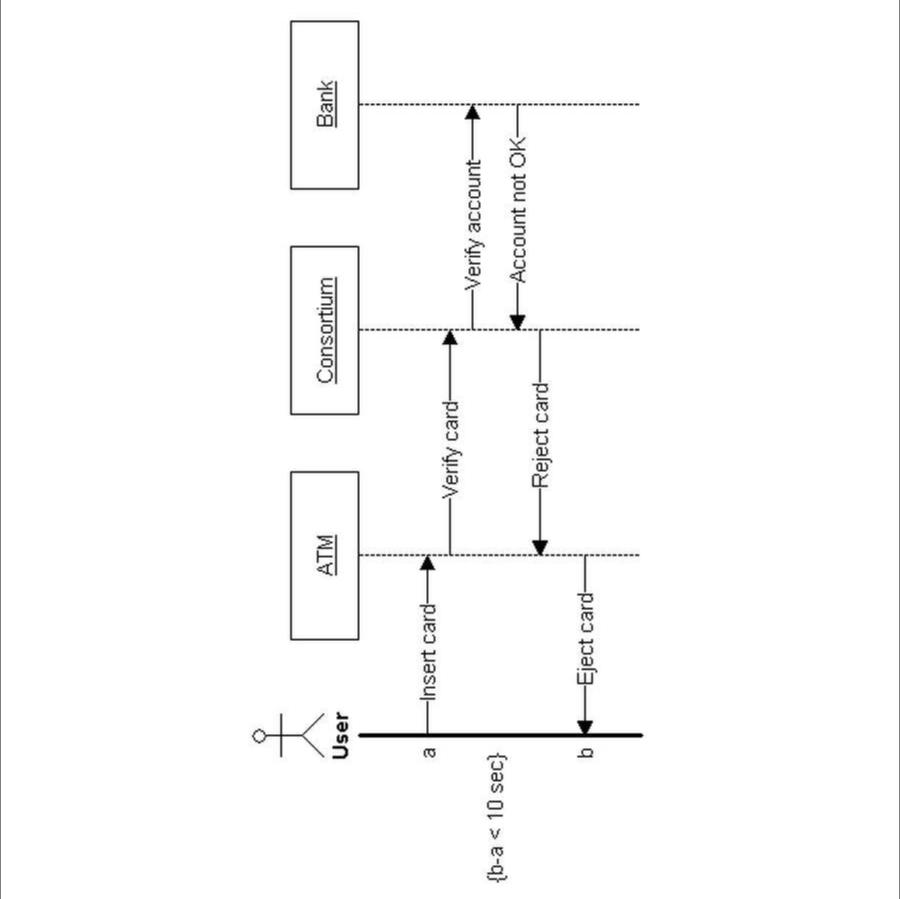 User
ATM
Consortium
Bank
a
Insert card
Verify card
Verify account
{b-a < 10 sec}
Account not OK
Reject card
b
Eject card